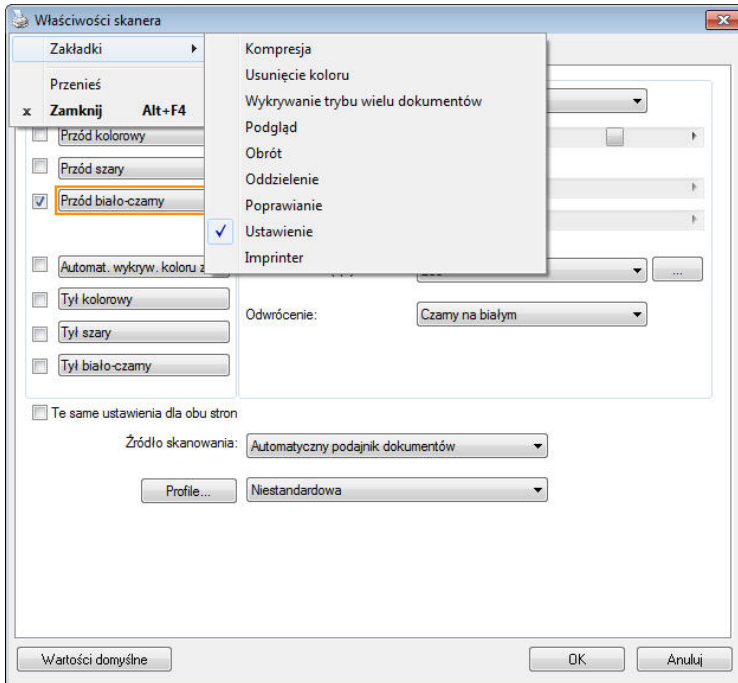 Właściwości skanera
Zakładki
Przenieś
x Zamknij Alt+F4
Kompresja
Usunięcie koloru
Wykrywanie trybu wielu dokumentów
Podgląd
Obrót
Oddzielenie
Poprawianie
Ustawienie
Imprinter
Przód kolorowy
Przód szary
Przód biało-czarny
Automat. wykryw. koloru
Tył kolorowy
Tył szary
Tył biało-czarny
...
Odwrócenie: Czarny na białym
Te same ustawienia dla obu stron
Źródło skanowania: Automatyczny podajnik dokumentów
Profile... Niestandardowa
Wartości domyślne OK Anuluj